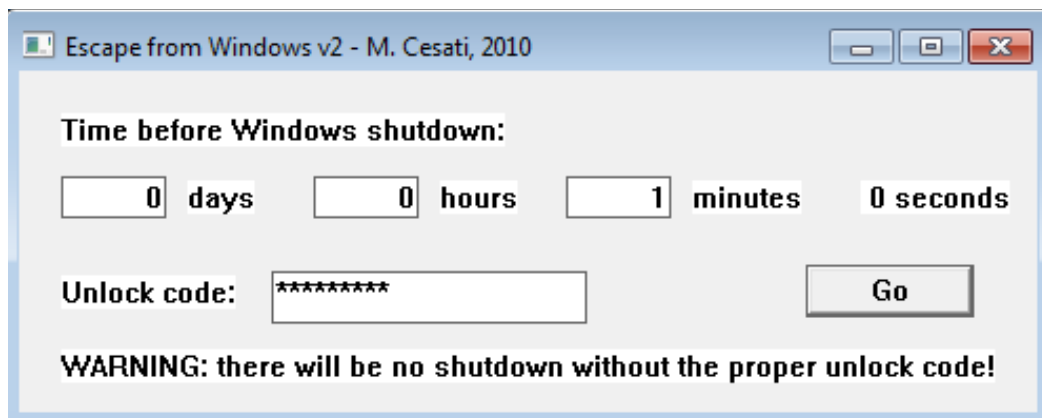 Escape from Windows v2 - M. Cesati, 2010
Time before Windows shutdown:
0 days 0 hours 1 minutes 0 seconds
Unlock code: ********* Go
WARNING: there will be no shutdown without the proper unlock code!